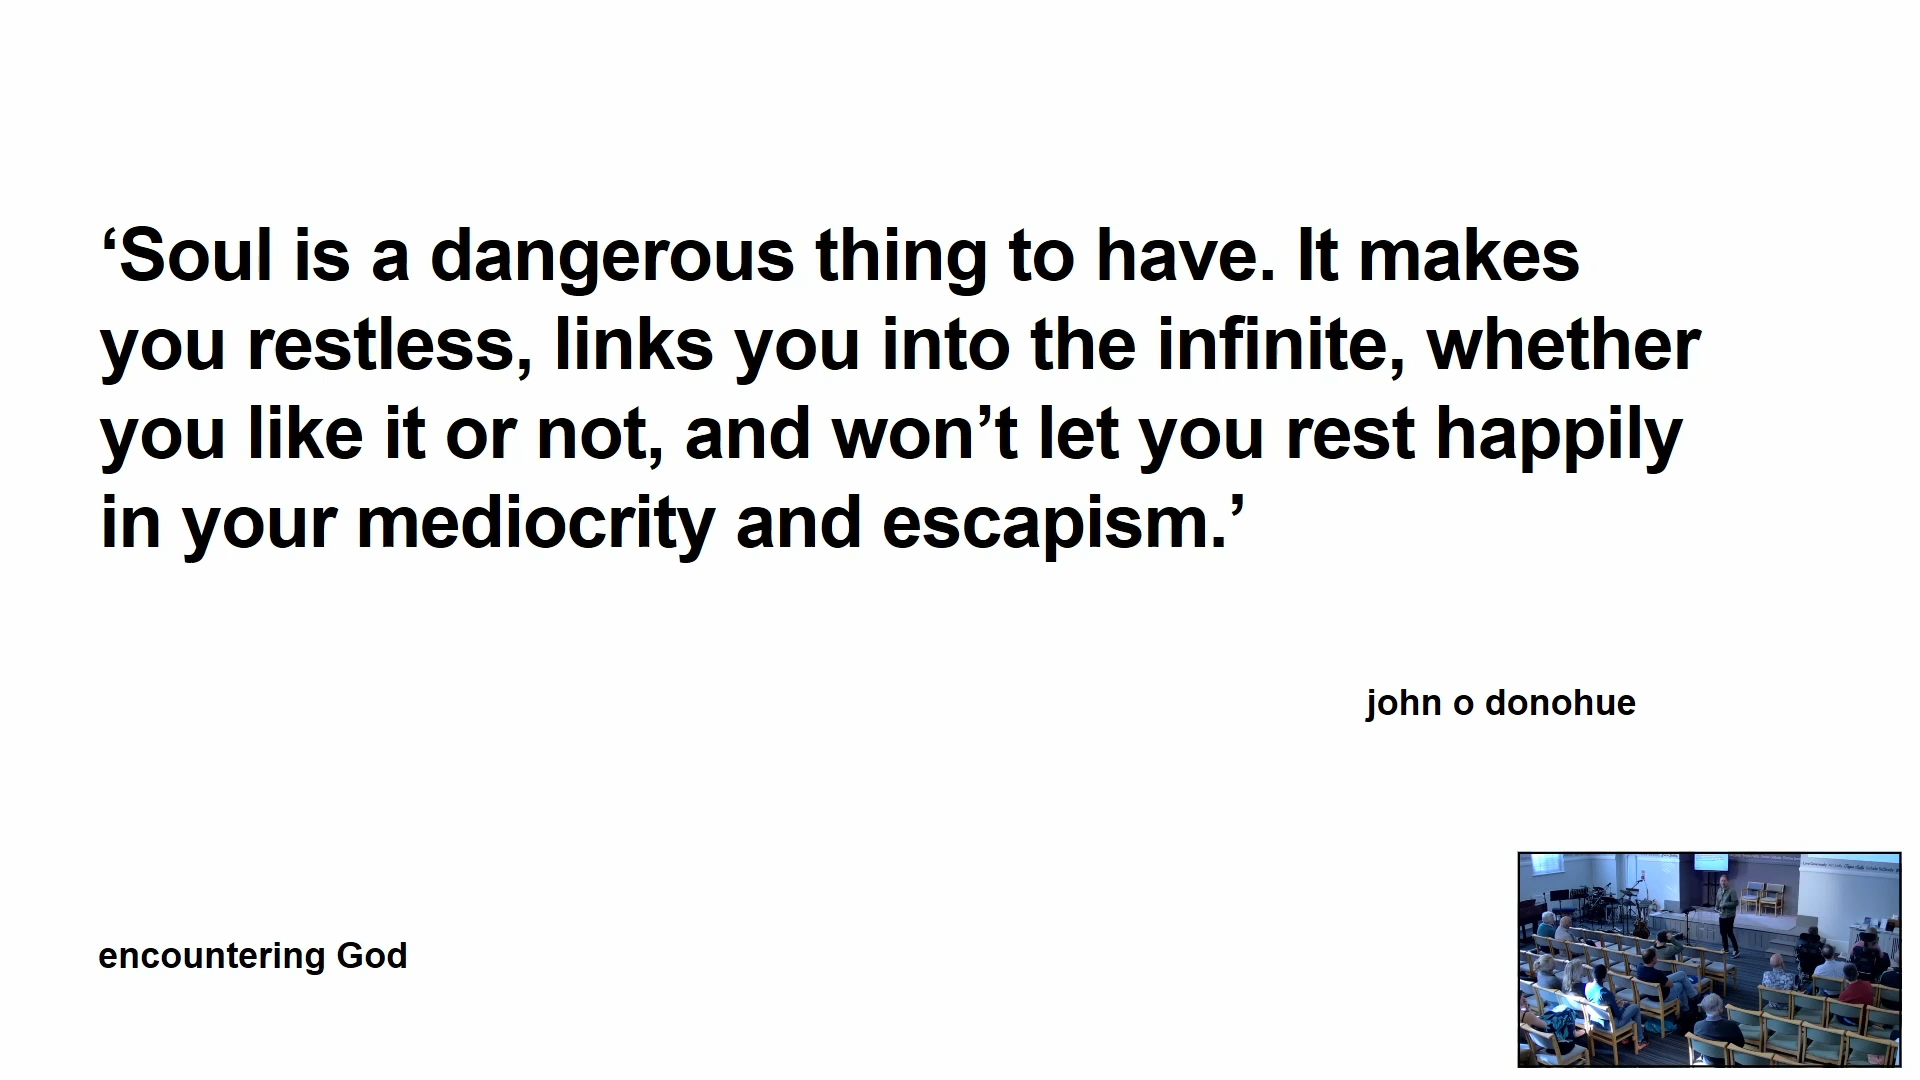 ‘Soul is a dangerous thing to have. It makes
you restless, links you into the infinite, whether
you like it or not, and won’t let you rest happily
in your mediocrity and escapism.’
john o donohue
encountering God